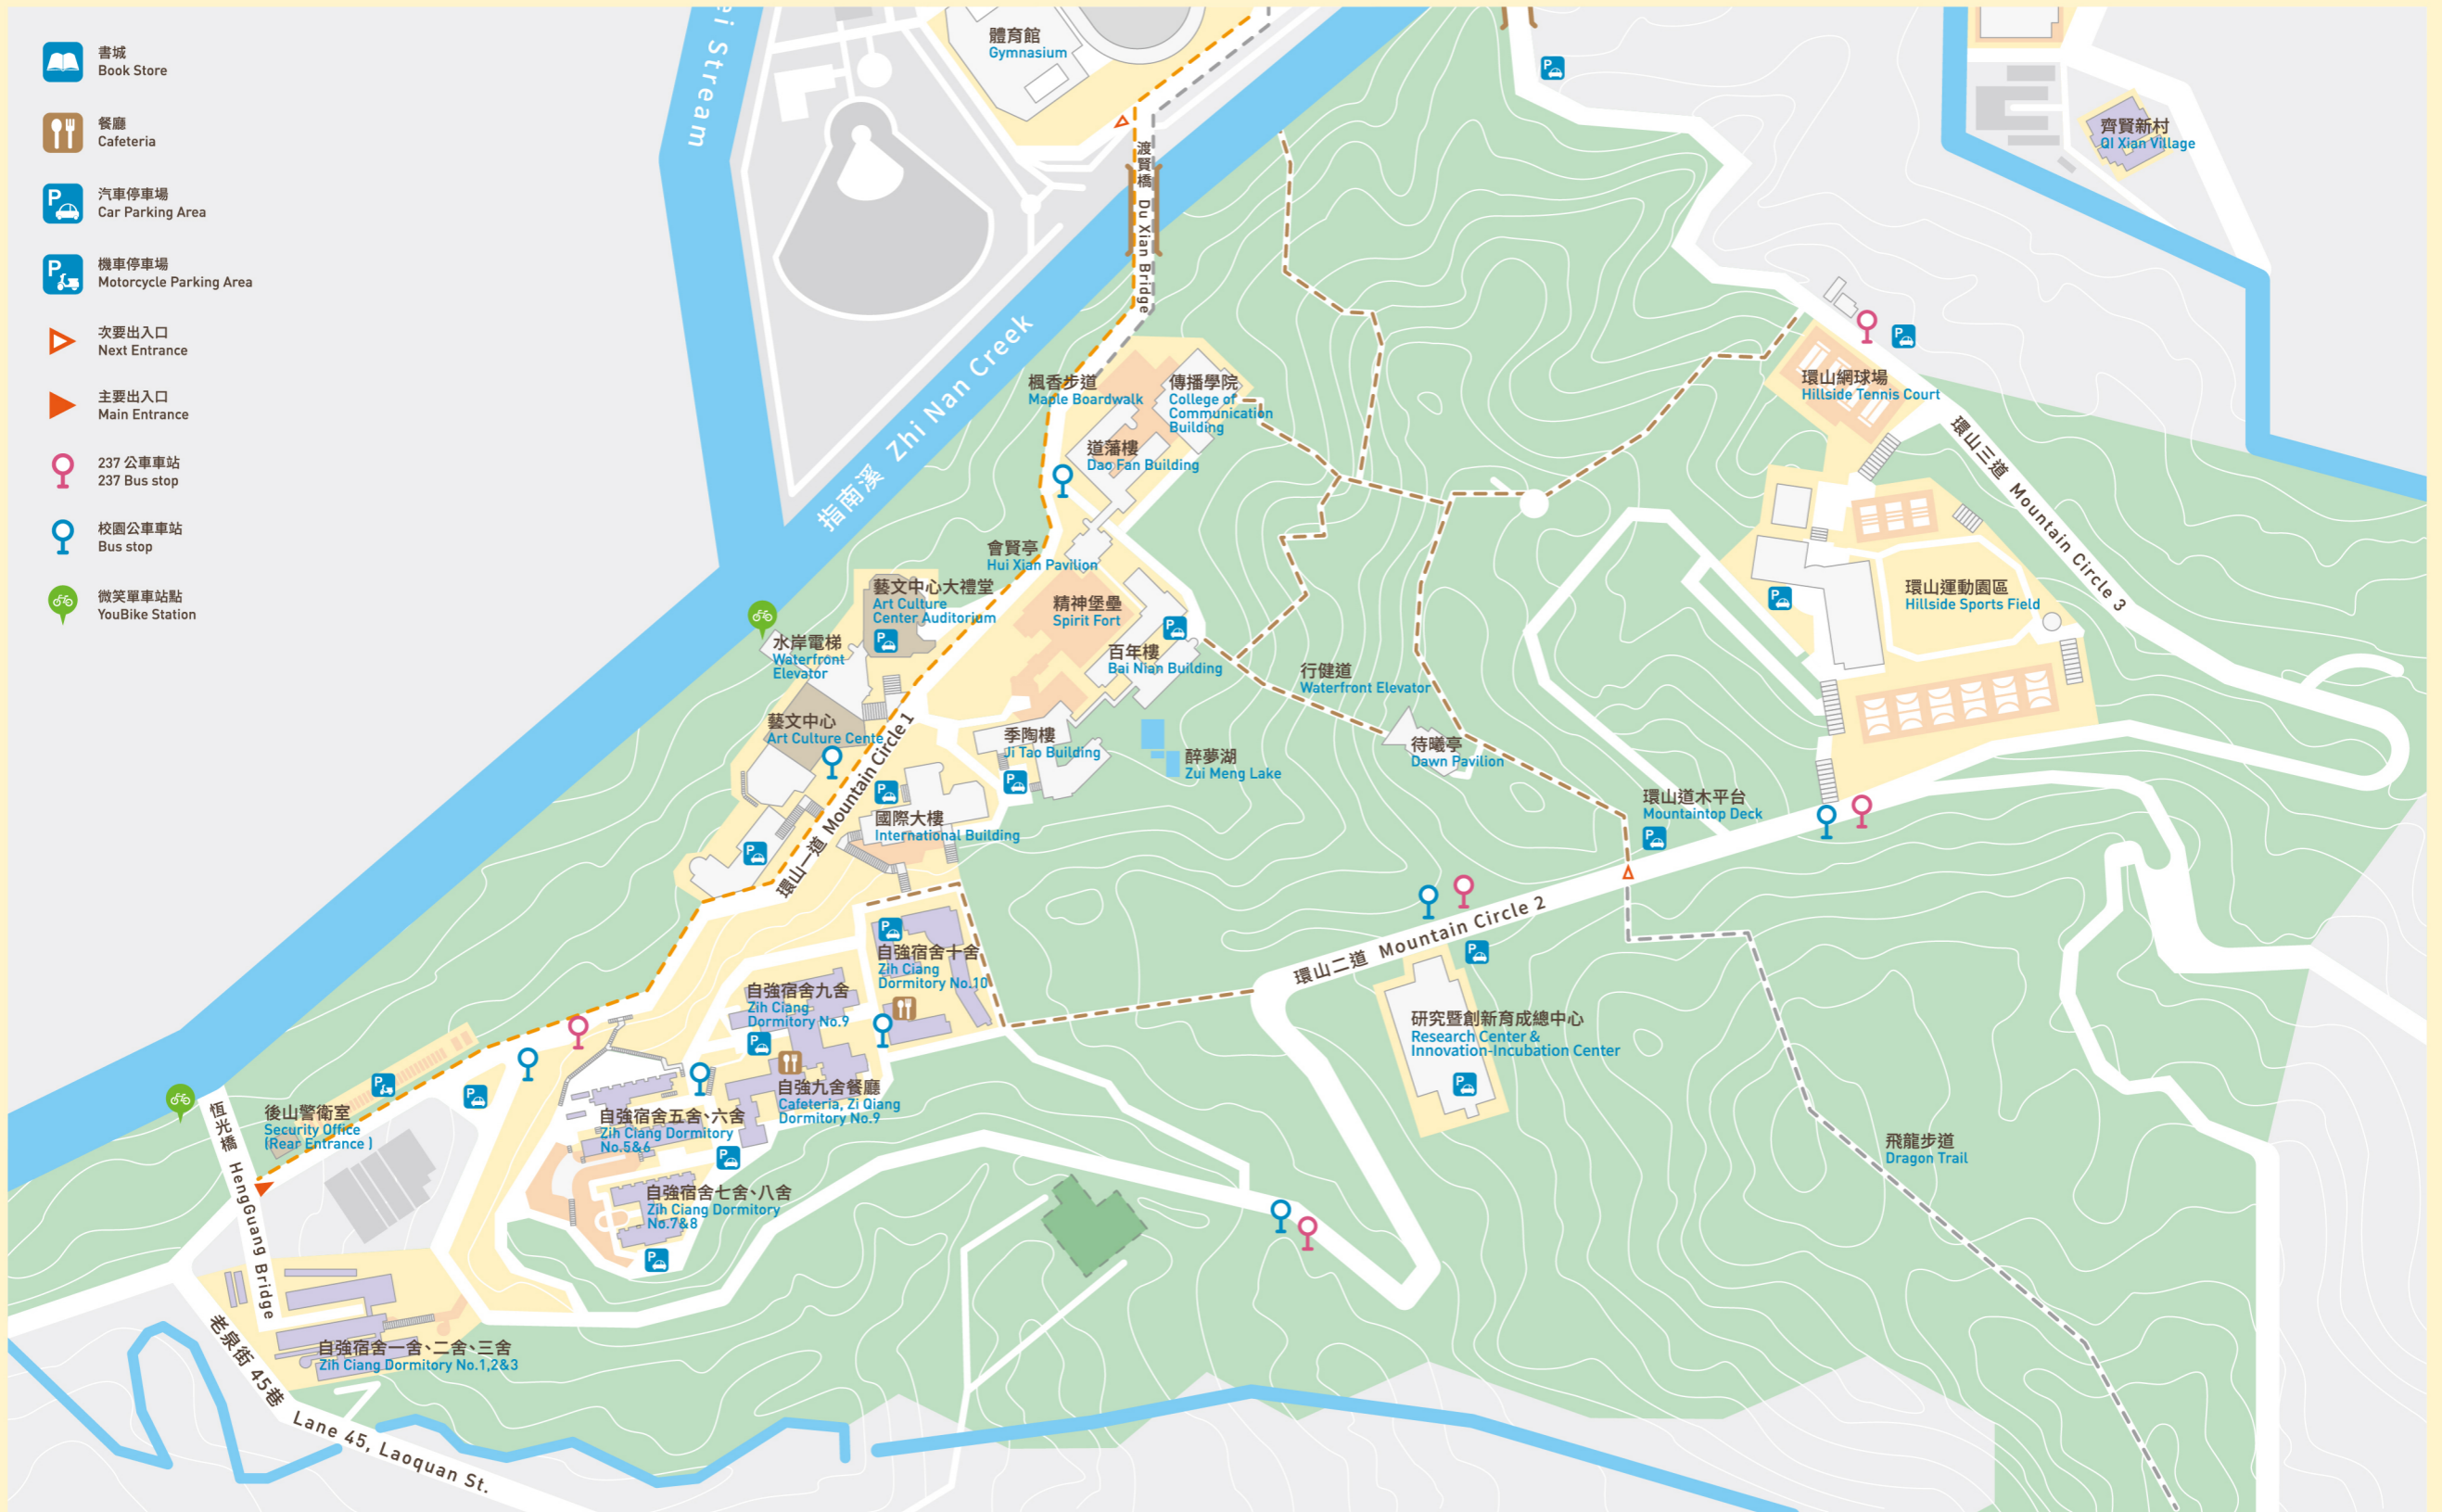 書城
Book Store
餐廳
Cafeteria
P
汽車停車場
Car Parking Area
P
機車停車場
Motorcycle Parking Area
次要出入口
Next Entrance
主要出入口
Main Entrance
237 公車車站
237 Bus stop
校園公車車站
Bus stop
微笑單車站點
YouBike Station
ei Stream
體育館
Gymnasium
渡賢橋 Du Xian Bridge
齊賢新村
QI Xian Village
指南溪 Zhi Nan Creek
楓香步道
Maple Boardwalk
傳播學院
College of
Communication
Building
道藩樓
Dao Fan Building
環山網球場
Hillside Tennis Court
環山三道 Mountain Circle 3
會賢亭
Hui Xian Pavilion
藝文中心大禮堂
Art Culture
Center Auditorium
精神堡壘
Spirit Fort
環山運動園區
Hillside Sports Field
水岸電梯
Waterfront
Elevator
百年樓
Bai Nian Building
行健道
Waterfront Elevator
藝文中心
Art Culture Cente
季陶樓
Ji Tao Building
醉夢湖
Zui Meng Lake
待曦亭
Dawn Pavilion
環山一道 Mountain Circle 1
國際大樓
International Building
環山道木平台
Mountaintop Deck
環山二道 Mountain Circle 2
自強宿舍十舍
Zih Ciang
Dormitory No.10
自強宿舍九舍
Zih Ciang
Dormitory No.9
研究暨創新育成總中心
Research Center &
Innovation-Incubation Center
自強九舍餐廳
Cafeteria, Zi Qiang
Dormitory No.9
後山警衛室
Security Office
(Rear Entrance )
自強宿舍五舍、六舍
Zih Ciang Dormitory
No.5&6
恆光橋 HengGuang Bridge
飛龍步道
Dragon Trail
自強宿舍七舍、八舍
Zih Ciang Dormitory
No.7&8
自強宿舍一舍、二舍、三舍
Zih Ciang Dormitory No.1,2&3
老泉街 45巷 Lane 45, Laoquan St.